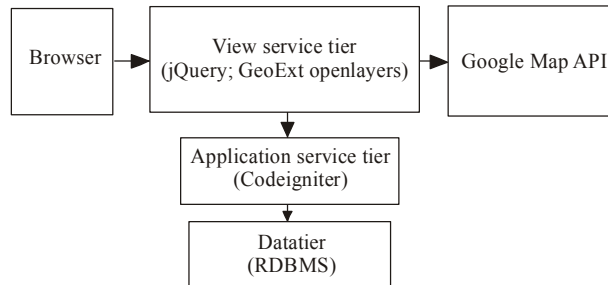 Browser
View service tier
(jQuery; GeoExt openlayers)
Google Map API
Application service tier
(Codeigniter)
Datatier
(RDBMS)